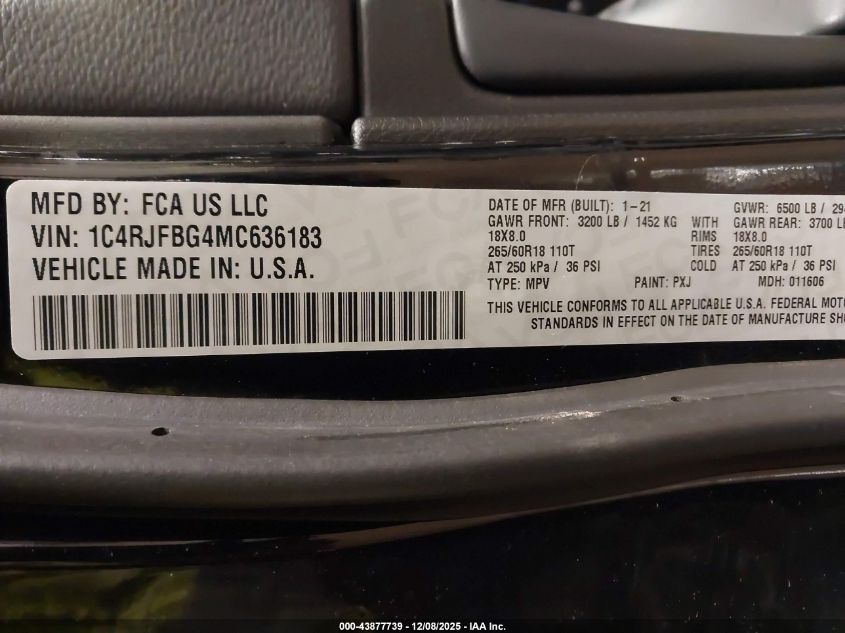 MFD BY: FCA US LLC
VIN: 1C4RJFBG4MC636183
VEHICLE MADE IN: U.S.A.
DATE OF MFR (BUILT): 1-21 GVWR: 6500 LB / 29
GAWR FRONT: 3200 LB / 1452 KG WITH GAWR REAR: 3700 LB
18X8.0 RIMS 18X8.0
265/60R18 110T TIRES 265/60R18 110T
AT 250 kPa / 36 PSI COLD AT 250 kPa / 36 PSI
TYPE: MPV PAINT: PXJ MDH: 011606
THIS VEHICLE CONFORMS TO ALL APPLICABLE U.S.A. FEDERAL MOTO
STANDARDS IN EFFECT ON THE DATE OF MANUFACTURE SHO
000-43877739 - 12/08/2025 - IAA Inc.